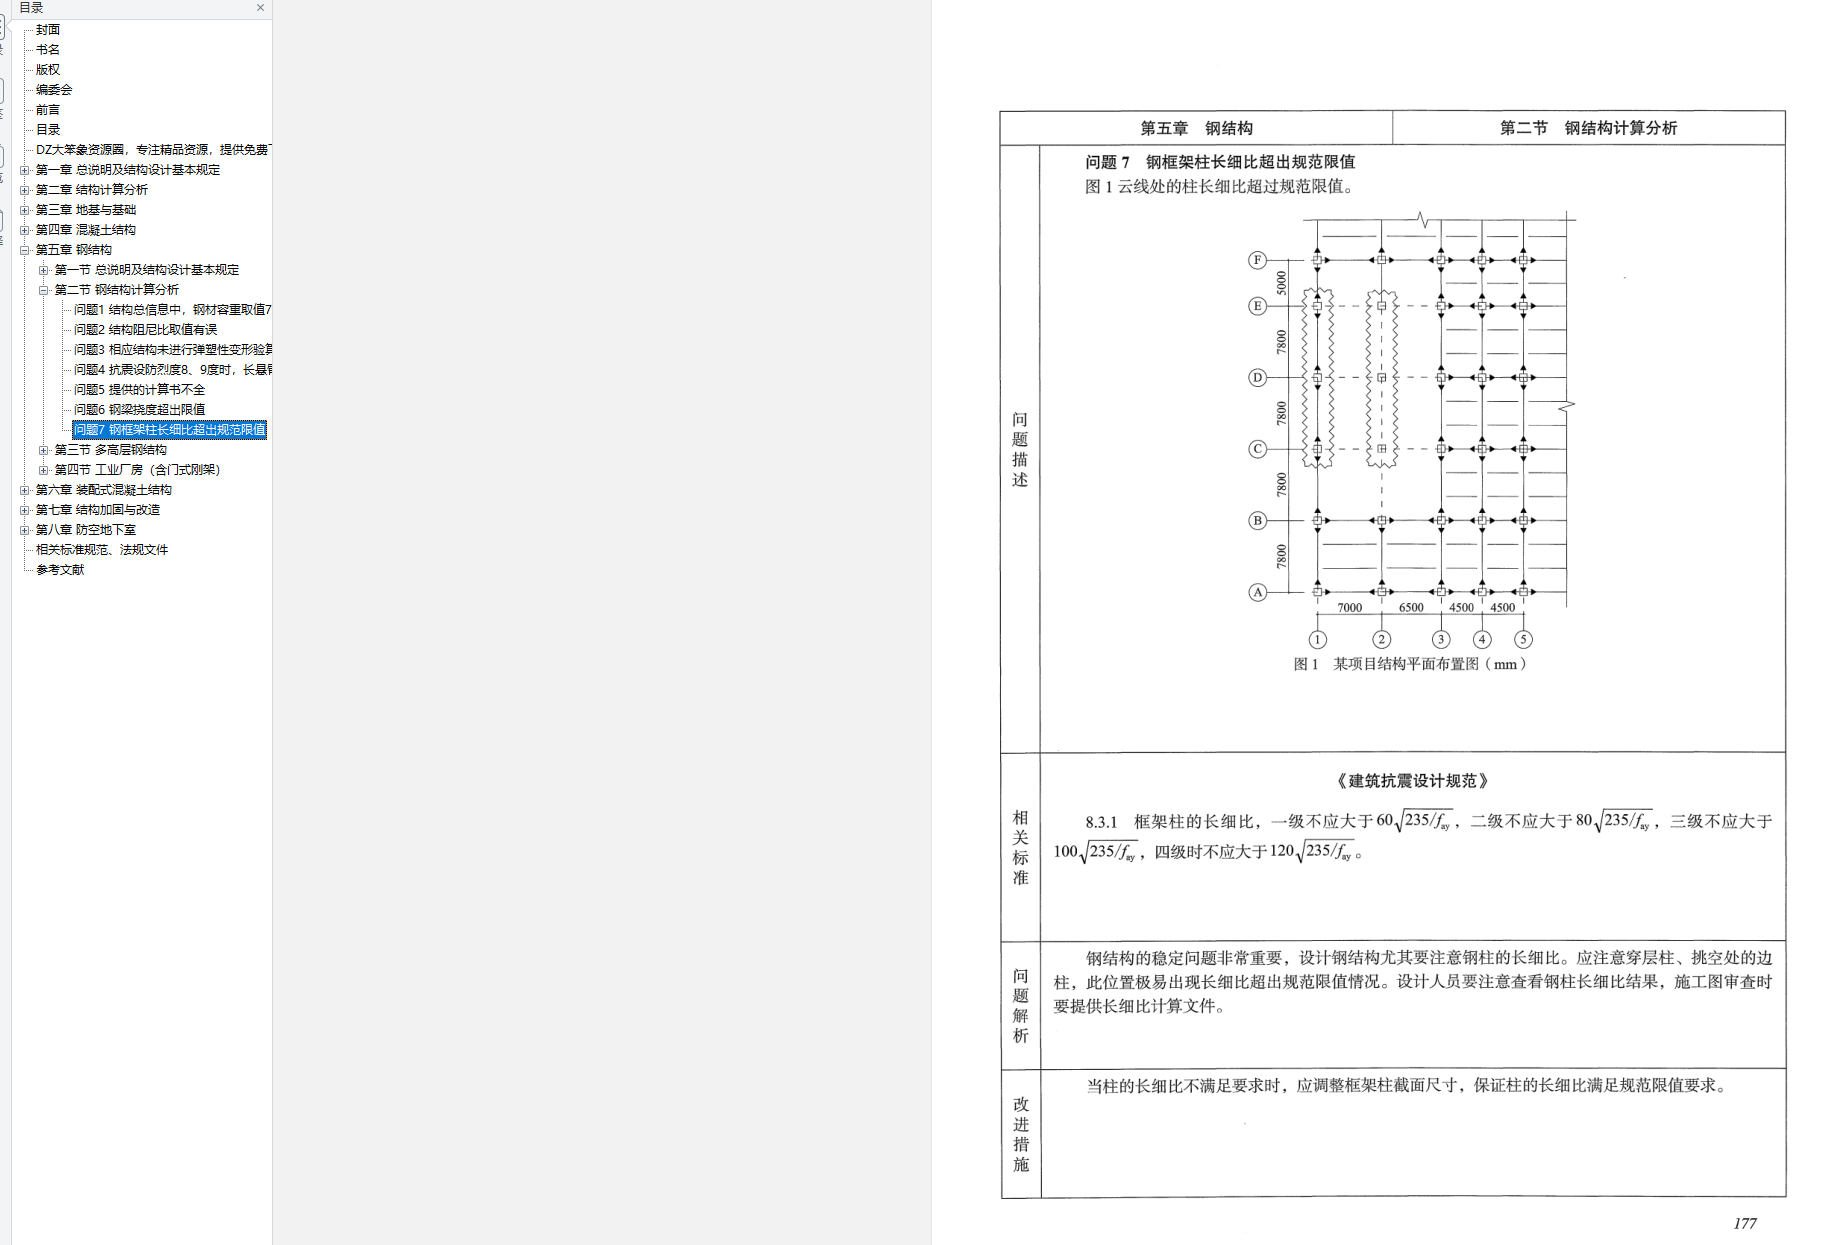 目录
封面
书名
版权
编委会
前言
目录
DZ大笨象资源圈，专注精品资源，提供免费
第一章 总说明及结构设计基本规定
第二章 结构计算分析
第三章 地基与基础
第四章 混凝土结构
第五章 钢结构
第一节 总说明及结构设计基本规定
第二节 钢结构计算分析
问题1 结构总信息中，钢材容重取值7
问题2 结构阻尼比取值有误
问题3 相应结构未进行弹塑性变形验算
问题4 抗震设防烈度8、9度时，长悬臂
问题5 提供的计算书不全
问题6 钢梁挠度超出限值
问题7 钢框架柱长细比超出规范限值
第三节 多高层钢结构
第四节 工业厂房（含门式刚架）
第六章 装配式混凝土结构
第七章 结构加固与改造
第八章 防空地下室
相关标准规范、法规文件
参考文献
第五章 钢结构
第二节 钢结构计算分析
问题描述
问题 7 钢框架柱长细比超出规范限值
图 1 云线处的柱长细比超过规范限值。
F
5000
E
7800
D
7800
C
7800
B
7800
A
7000 6500 4500 4500
1 2 3 4 5
图 1 某项目结构平面布置图（mm）
相关标准
《建筑抗震设计规范》
8.3.1 框架柱的长细比，一级不应大于 60√235/fay，二级不应大于 80√235/fay，三级不应大于
100√235/fay，四级时不应大于 120√235/fay。
问题解析
钢结构的稳定问题非常重要，设计钢结构尤其要注意钢柱的长细比。应注意穿层柱、挑空处的边
柱，此位置极易出现长细比超出规范限值情况。设计人员要注意查看钢柱长细比结果，施工图审查时
要提供长细比计算文件。
改进措施
当柱的长细比不满足要求时，应调整框架柱截面尺寸，保证柱的长细比满足规范限值要求。
177